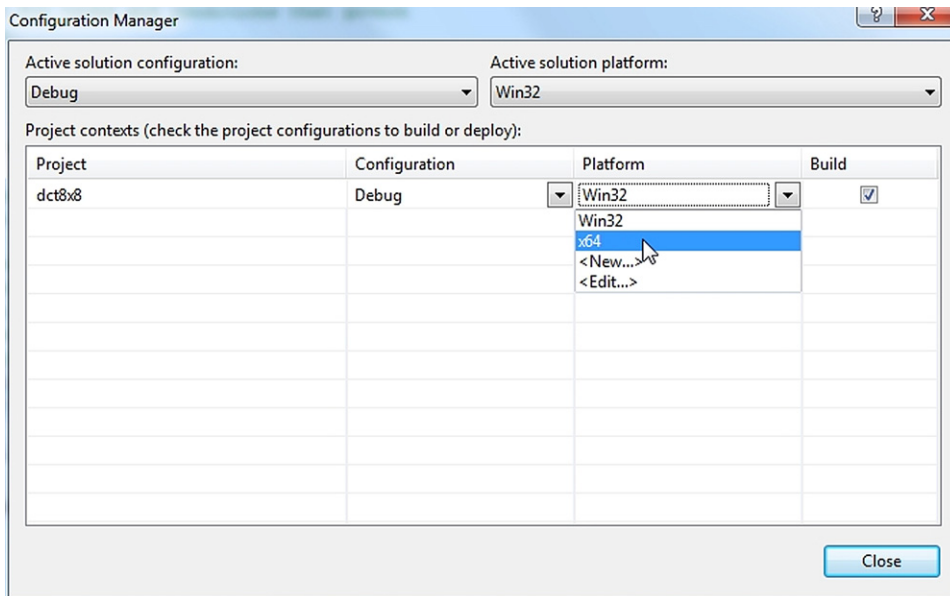 Configuration Manager
Active solution configuration: Active solution platform:
Debug Win32
Project contexts (check the project configurations to build or deploy):
Project Configuration Platform Build
dct8x8 Debug Win32
Win32
x64
<New...>
<Edit...>
Close